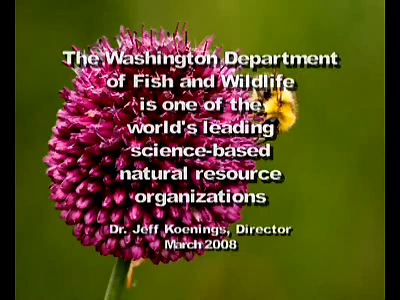 The Washington Department
of Fish and Wildlife
is one of the
world's leading
science-based
natural resource
organizations
Dr. Jeff Koenings, Director
March 2008